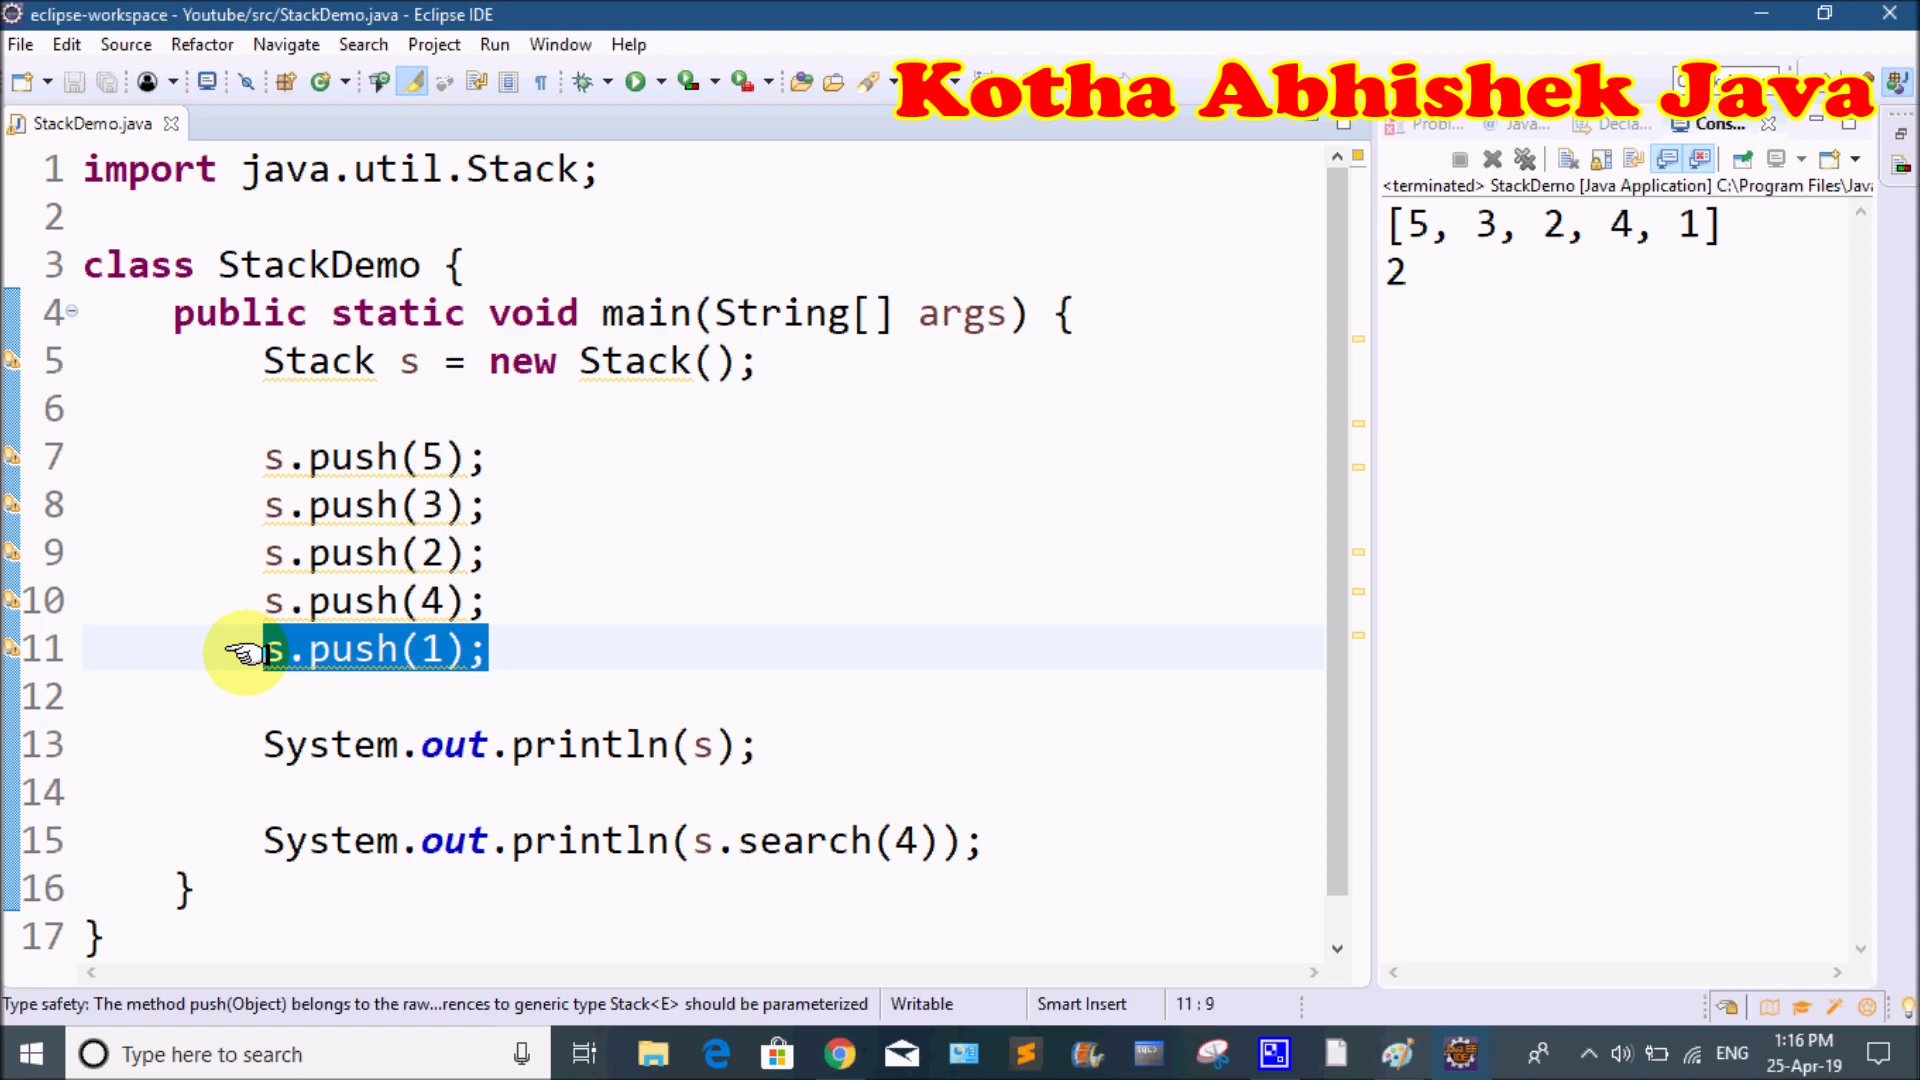 eclipse-workspace - Youtube/src/StackDemo.java - Eclipse IDE
File Edit Source Refactor Navigate Search Project Run Window Help
Kotha Abhishek Java
StackDemo.java
Cons...
<terminated> StackDemo [Java Application] C:\Program Files\Java
1 import java.util.Stack;
2
3 class StackDemo {
4 public static void main(String[] args) {
5 Stack s = new Stack();
6
7 s.push(5);
8 s.push(3);
9 s.push(2);
10 s.push(4);
11 s.push(1);
12
13 System.out.println(s);
14
15 System.out.println(s.search(4));
16 }
17 }
[5, 3, 2, 4, 1]
2
Type safety: The method push(Object) belongs to the raw...rences to generic type Stack<E> should be parameterized
Writable
Smart Insert
11 : 9
Type here to search
ENG
1:16 PM
25-Apr-19